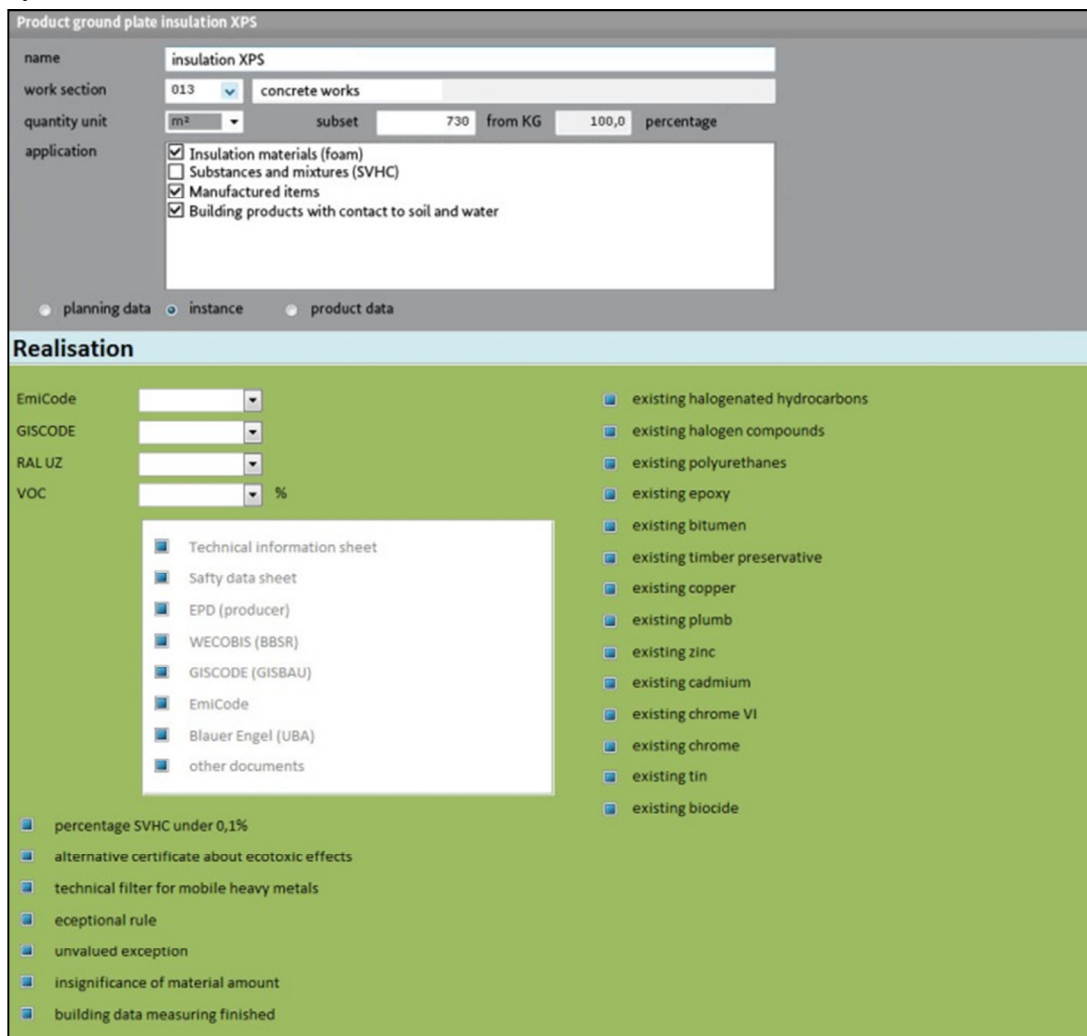 Product ground plate insulation XPS
name insulation XPS
work section 013 concrete works
quantity unit m² subset 730 from KG 100,0 percentage
application
Insulation materials (foam)
Substances and mixtures (SVHC)
Manufactured items
Building products with contact to soil and water
planning data instance product data
Realisation
EmiCode
GISCODE
RAL UZ
VOC %
Technical information sheet
Safty data sheet
EPD (producer)
WECOBIS (BBSR)
GISCODE (GISBAU)
EmiCode
Blauer Engel (UBA)
other documents
existing halogenated hydrocarbons
existing halogen compounds
existing polyurethanes
existing epoxy
existing bitumen
existing timber preservative
existing copper
existing plumb
existing zinc
existing cadmium
existing chrome VI
existing chrome
existing tin
existing biocide
percentage SVHC under 0,1%
alternative certificate about ecotoxic effects
technical filter for mobile heavy metals
eceptional rule
unvalued exception
insignificance of material amount
building data measuring finished